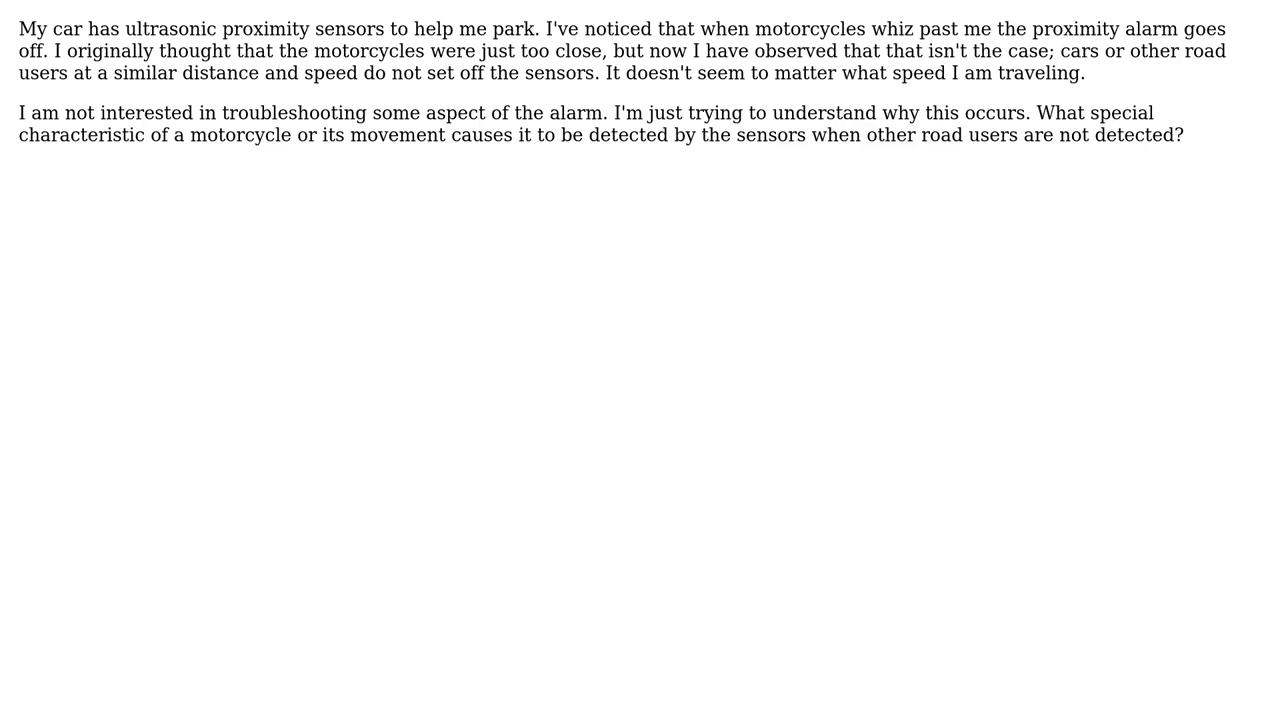 My car has ultrasonic proximity sensors to help me park. I've noticed that when motorcycles whiz past me the proximity alarm goes
off. I originally thought that the motorcycles were just too close, but now I have observed that that isn't the case; cars or other road
users at a similar distance and speed do not set off the sensors. It doesn't seem to matter what speed I am traveling.
I am not interested in troubleshooting some aspect of the alarm. I'm just trying to understand why this occurs. What special
characteristic of a motorcycle or its movement causes it to be detected by the sensors when other road users are not detected?